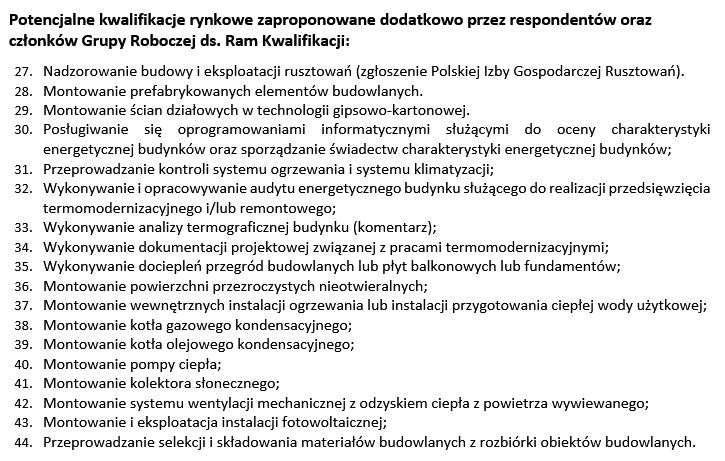 Potencjalne kwalifikacje rynkowe zaproponowane dodatkowo przez respondentów oraz
członków Grupy Roboczej ds. Ram Kwalifikacji:
27. Nadzorowanie budowy i eksploatacji rusztowań (zgłoszenie Polskiej Izby Gospodarczej Rusztowań).
28. Montowanie prefabrykowanych elementów budowlanych.
29. Montowanie ścian działowych w technologii gipsowo-kartonowej.
30. Posługiwanie się oprogramowaniami informatycznymi służącymi do oceny charakterystyki
energetycznej budynków oraz sporządzanie świadectw charakterystyki energetycznej budynków;
31. Przeprowadzanie kontroli systemu ogrzewania i systemu klimatyzacji;
32. Wykonywanie i opracowywanie audytu energetycznego budynku służącego do realizacji przedsięwzięcia
termomodernizacyjnego i/lub remontowego;
33. Wykonywanie analizy termograficznej budynku (komentarz);
34. Wykonywanie dokumentacji projektowej związanej z pracami termomodernizacyjnymi;
35. Wykonywanie dociepleń przegród budowlanych lub płyt balkonowych lub fundamentów;
36. Montowanie powierzchni przezroczystych nieotwieralnych;
37. Montowanie wewnętrznych instalacji ogrzewania lub instalacji przygotowania ciepłej wody użytkowej;
38. Montowanie kotła gazowego kondensacyjnego;
39. Montowanie kotła olejowego kondensacyjnego;
40. Montowanie pompy ciepła;
41. Montowanie kolektora słonecznego;
42. Montowanie systemu wentylacji mechanicznej z odzyskiem ciepła z powietrza wywiewanego;
43. Montowanie i eksploatacja instalacji fotowoltaicznej;
44. Przeprowadzanie selekcji i składowania materiałów budowlanych z rozbiórki obiektów budowlanych.